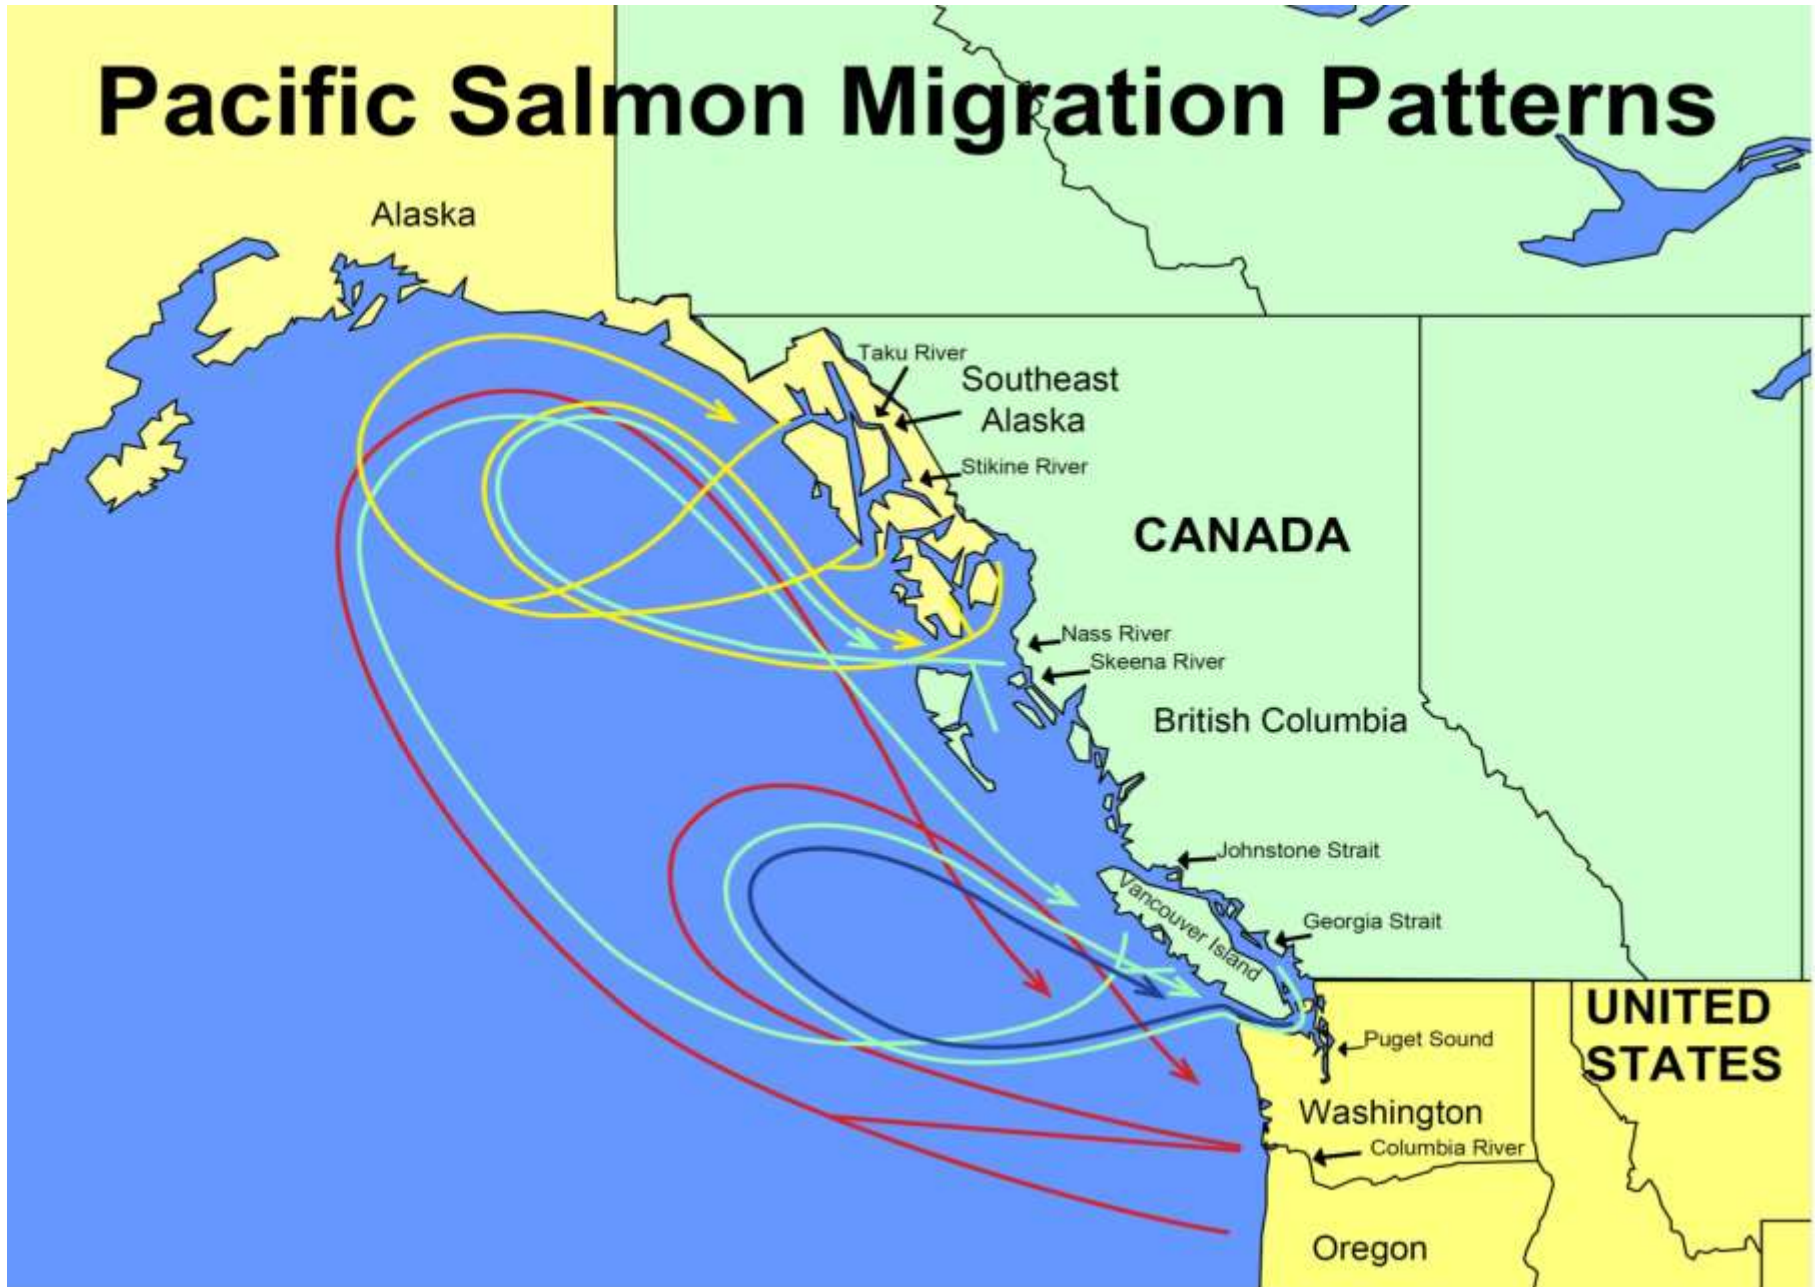 Pacific Salmon Migration Patterns
Alaska
Taku River
Southeast
Alaska
Stikine River
CANADA
Nass River
Skeena River
British Columbia
Johnstone Strait
Vancouver Island
Georgia Strait
UNITED
STATES
Puget Sound
Washington
Columbia River
Oregon